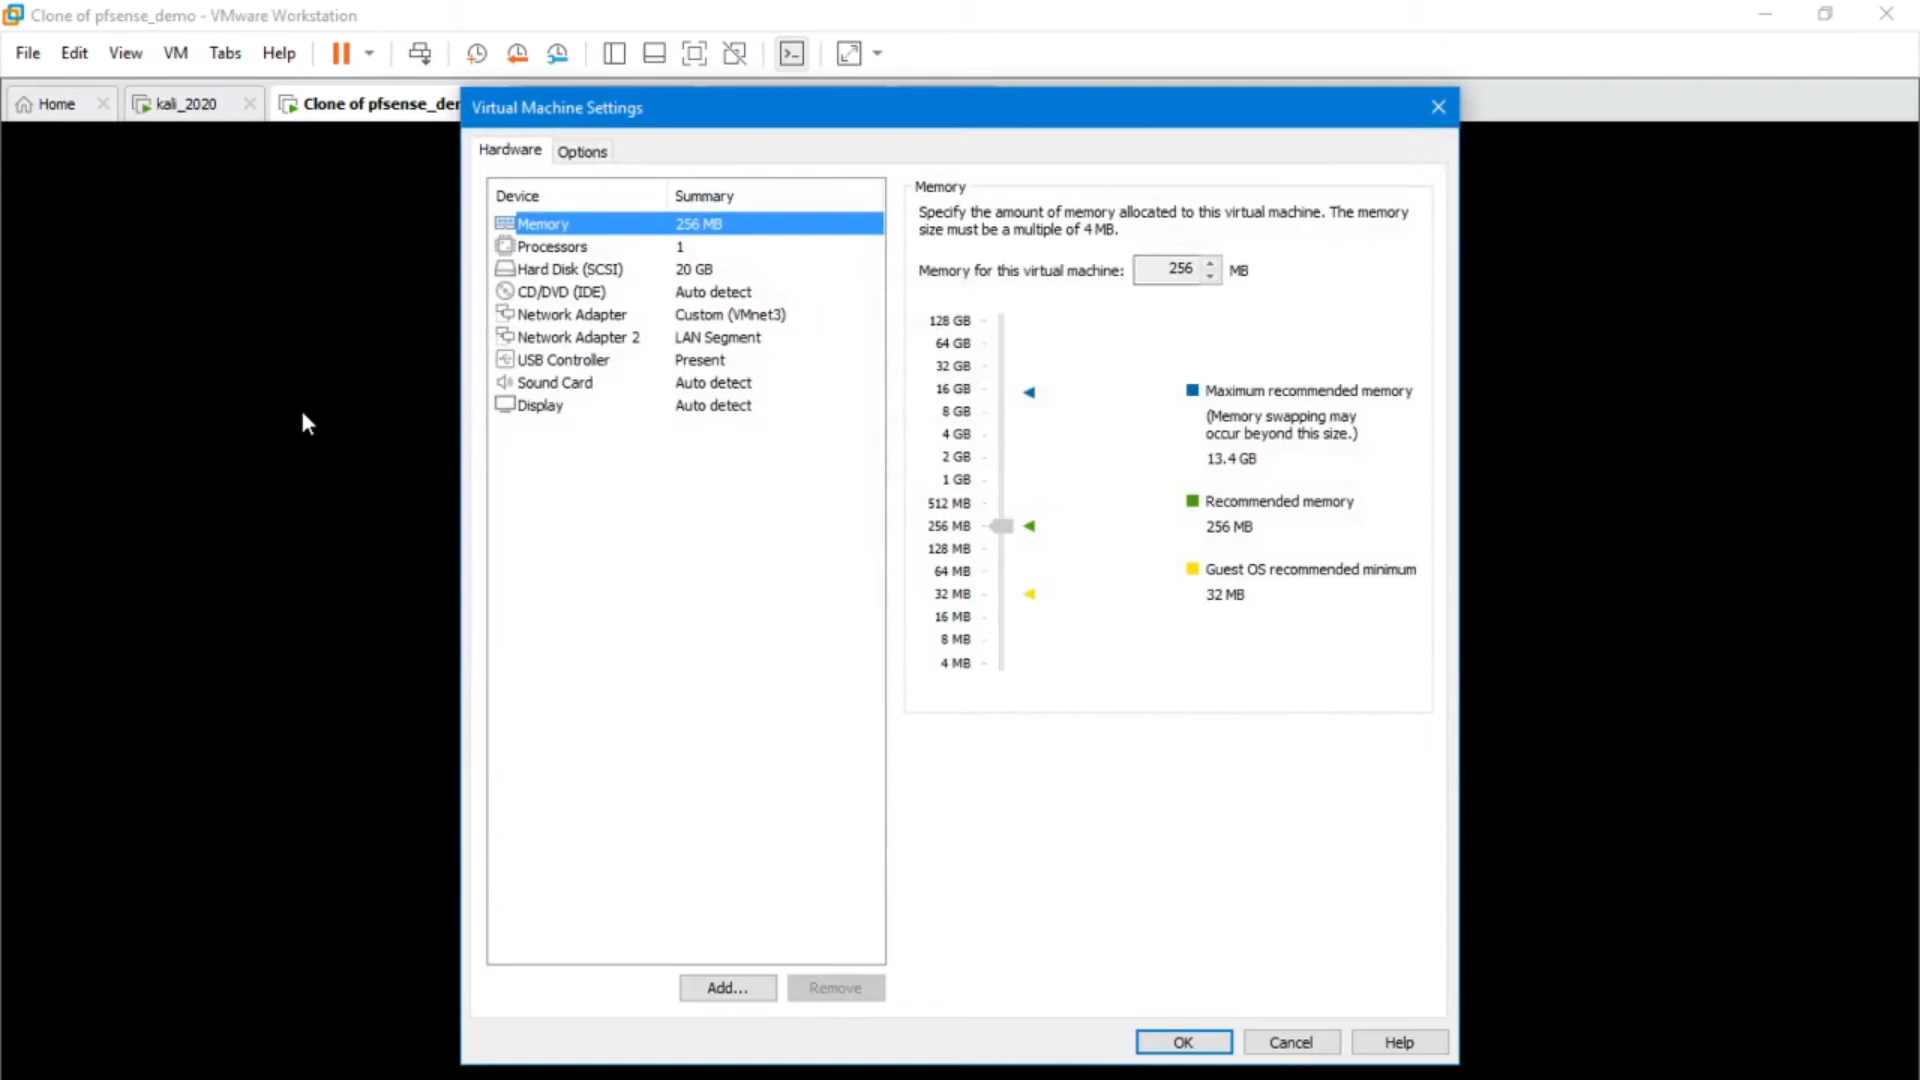 Clone of pfsense_demo - VMware Workstation
File Edit View VM Tabs Help
Home kali_2020 Clone of pfsense_der
Virtual Machine Settings
Hardware Options
Device Summary
Memory 256 MB
Processors 1
Hard Disk (SCSI) 20 GB
CD/DVD (IDE) Auto detect
Network Adapter Custom (VMnet3)
Network Adapter 2 LAN Segment
USB Controller Present
Sound Card Auto detect
Display Auto detect
Add... Remove
Memory
Specify the amount of memory allocated to this virtual machine. The memory
size must be a multiple of 4 MB.
Memory for this virtual machine: 256 MB
128 GB
64 GB
32 GB
16 GB
8 GB
4 GB
2 GB
1 GB
512 MB
256 MB
128 MB
64 MB
32 MB
16 MB
8 MB
4 MB
Maximum recommended memory
(Memory swapping may
occur beyond this size.)
13.4 GB
Recommended memory
256 MB
Guest OS recommended minimum
32 MB
OK Cancel Help